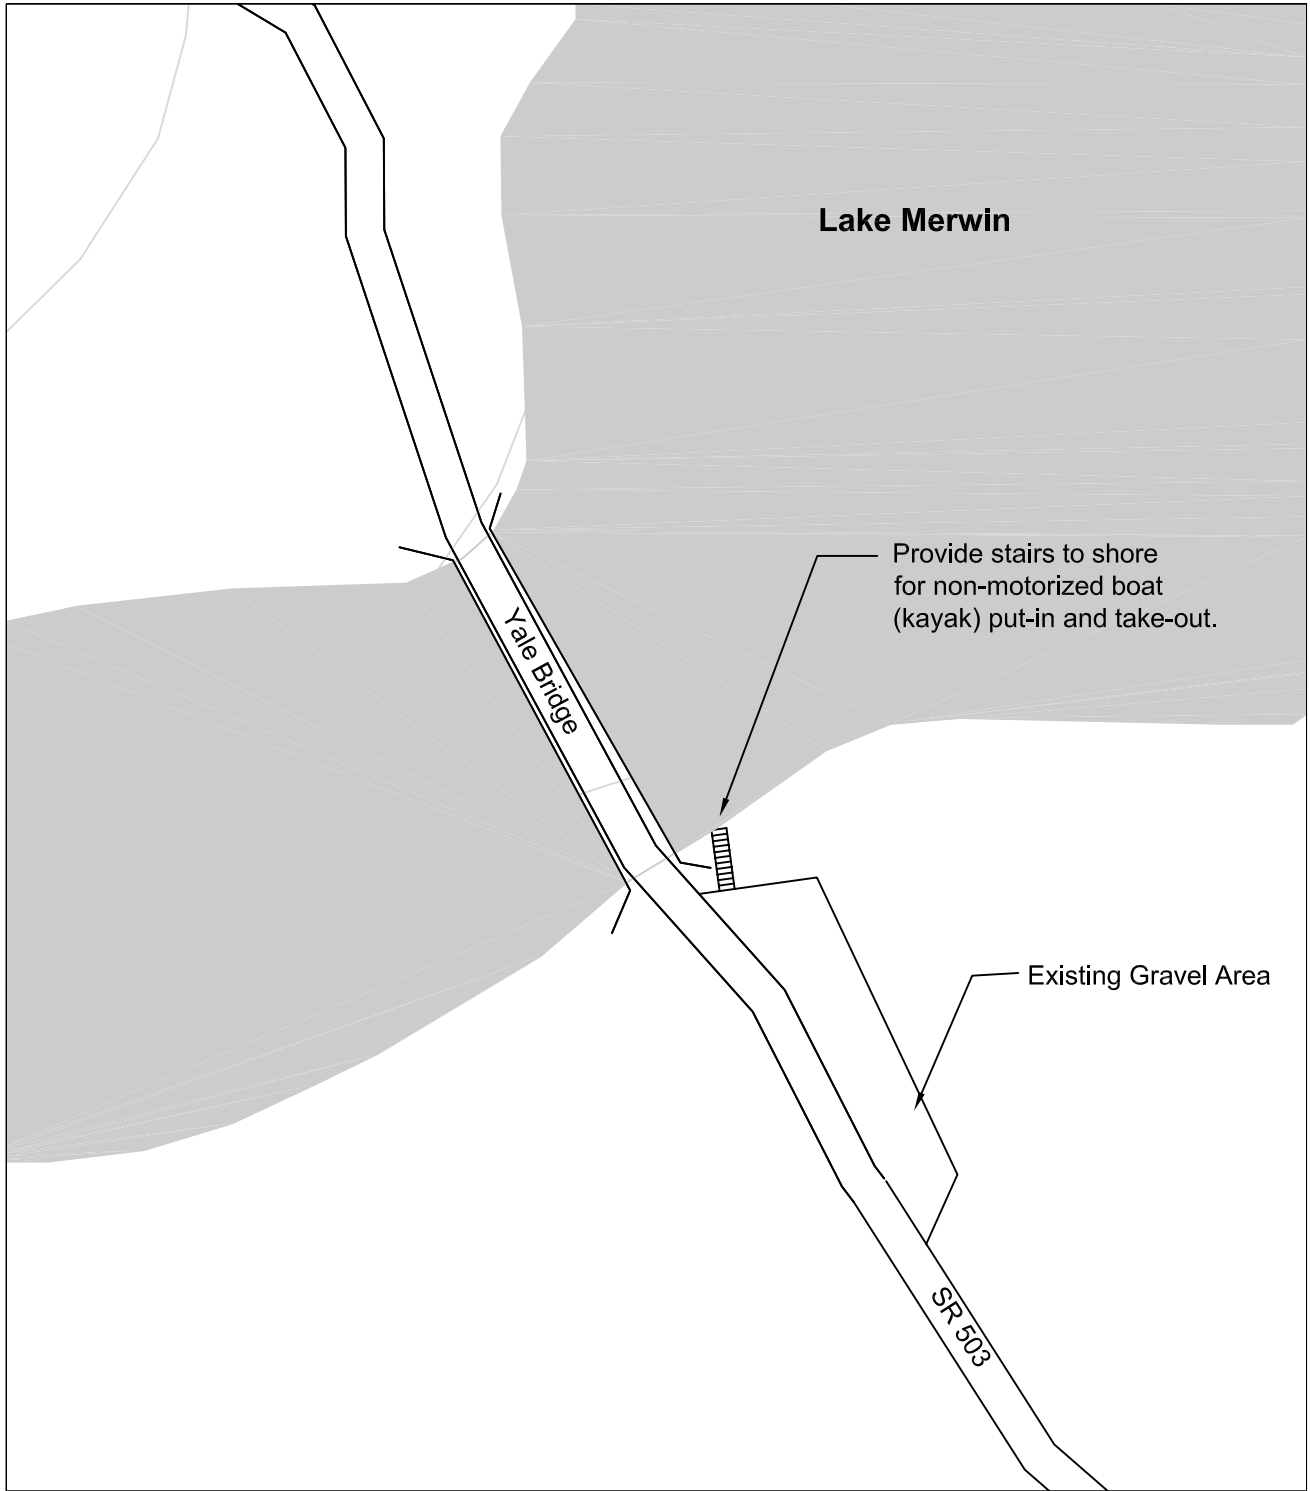 Lake Merwin
Provide stairs to shore
for non-motorized boat
(kayak) put-in and take-out.
Yale Bridge
Existing Gravel Area
SR 503